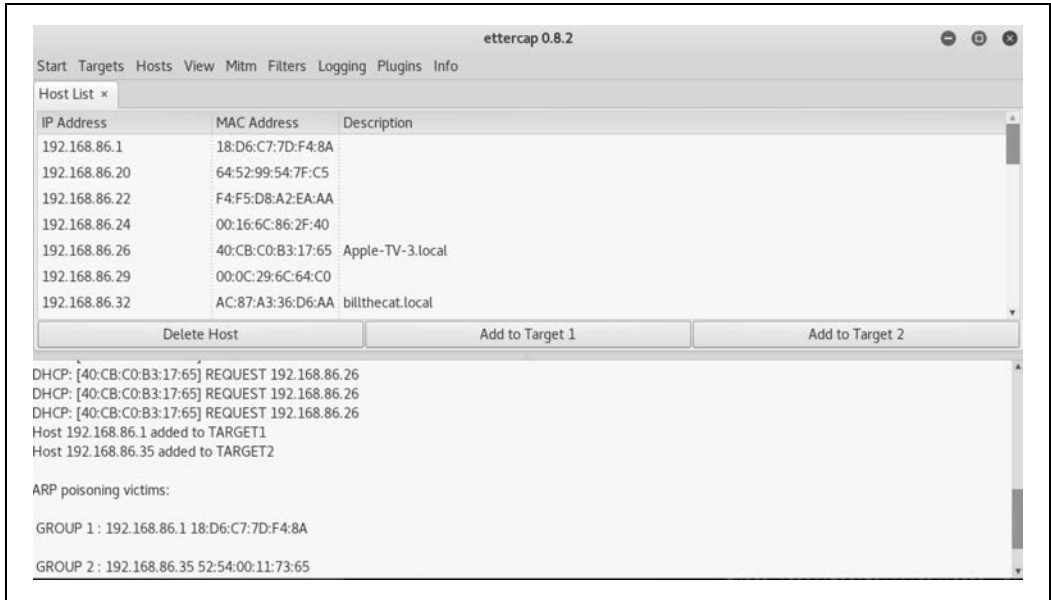 ettercap 0.8.2
Start Targets Hosts View Mitm Filters Logging Plugins Info
Host List ×
IP Address MAC Address Description
192.168.86.1 18:D6:C7:7D:F4:8A
192.168.86.20 64:52:99:54:7F:C5
192.168.86.22 F4:F5:D8:A2:EA:AA
192.168.86.24 00:16:6C:86:2F:40
192.168.86.26 40:CB:C0:B3:17:65 Apple-TV-3.local
192.168.86.29 00:0C:29:6C:64:C0
192.168.86.32 AC:87:A3:36:D6:AA billthecat.local
Delete Host Add to Target 1 Add to Target 2
DHCP: [40:CB:C0:B3:17:65] REQUEST 192.168.86.26
DHCP: [40:CB:C0:B3:17:65] REQUEST 192.168.86.26
DHCP: [40:CB:C0:B3:17:65] REQUEST 192.168.86.26
Host 192.168.86.1 added to TARGET1
Host 192.168.86.35 added to TARGET2
ARP poisoning victims:
GROUP 1 : 192.168.86.1 18:D6:C7:7D:F4:8A
GROUP 2 : 192.168.86.35 52:54:00:11:73:65